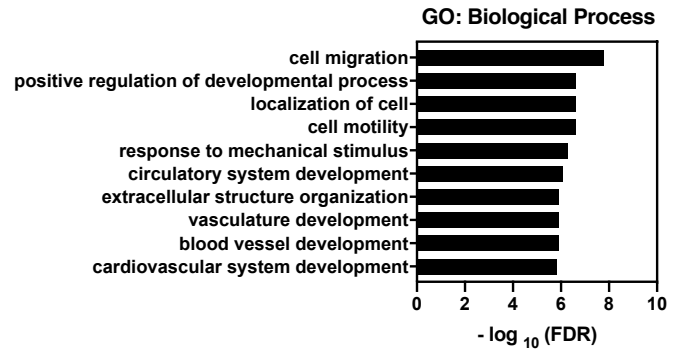 GO: Biological Process
cell migration
positive regulation of developmental process
localization of cell
cell motility
response to mechanical stimulus
circulatory system development
extracellular structure organization
vasculature development
blood vessel development
cardiovascular system development
0 2 4 6 8 10
- log 10 (FDR)